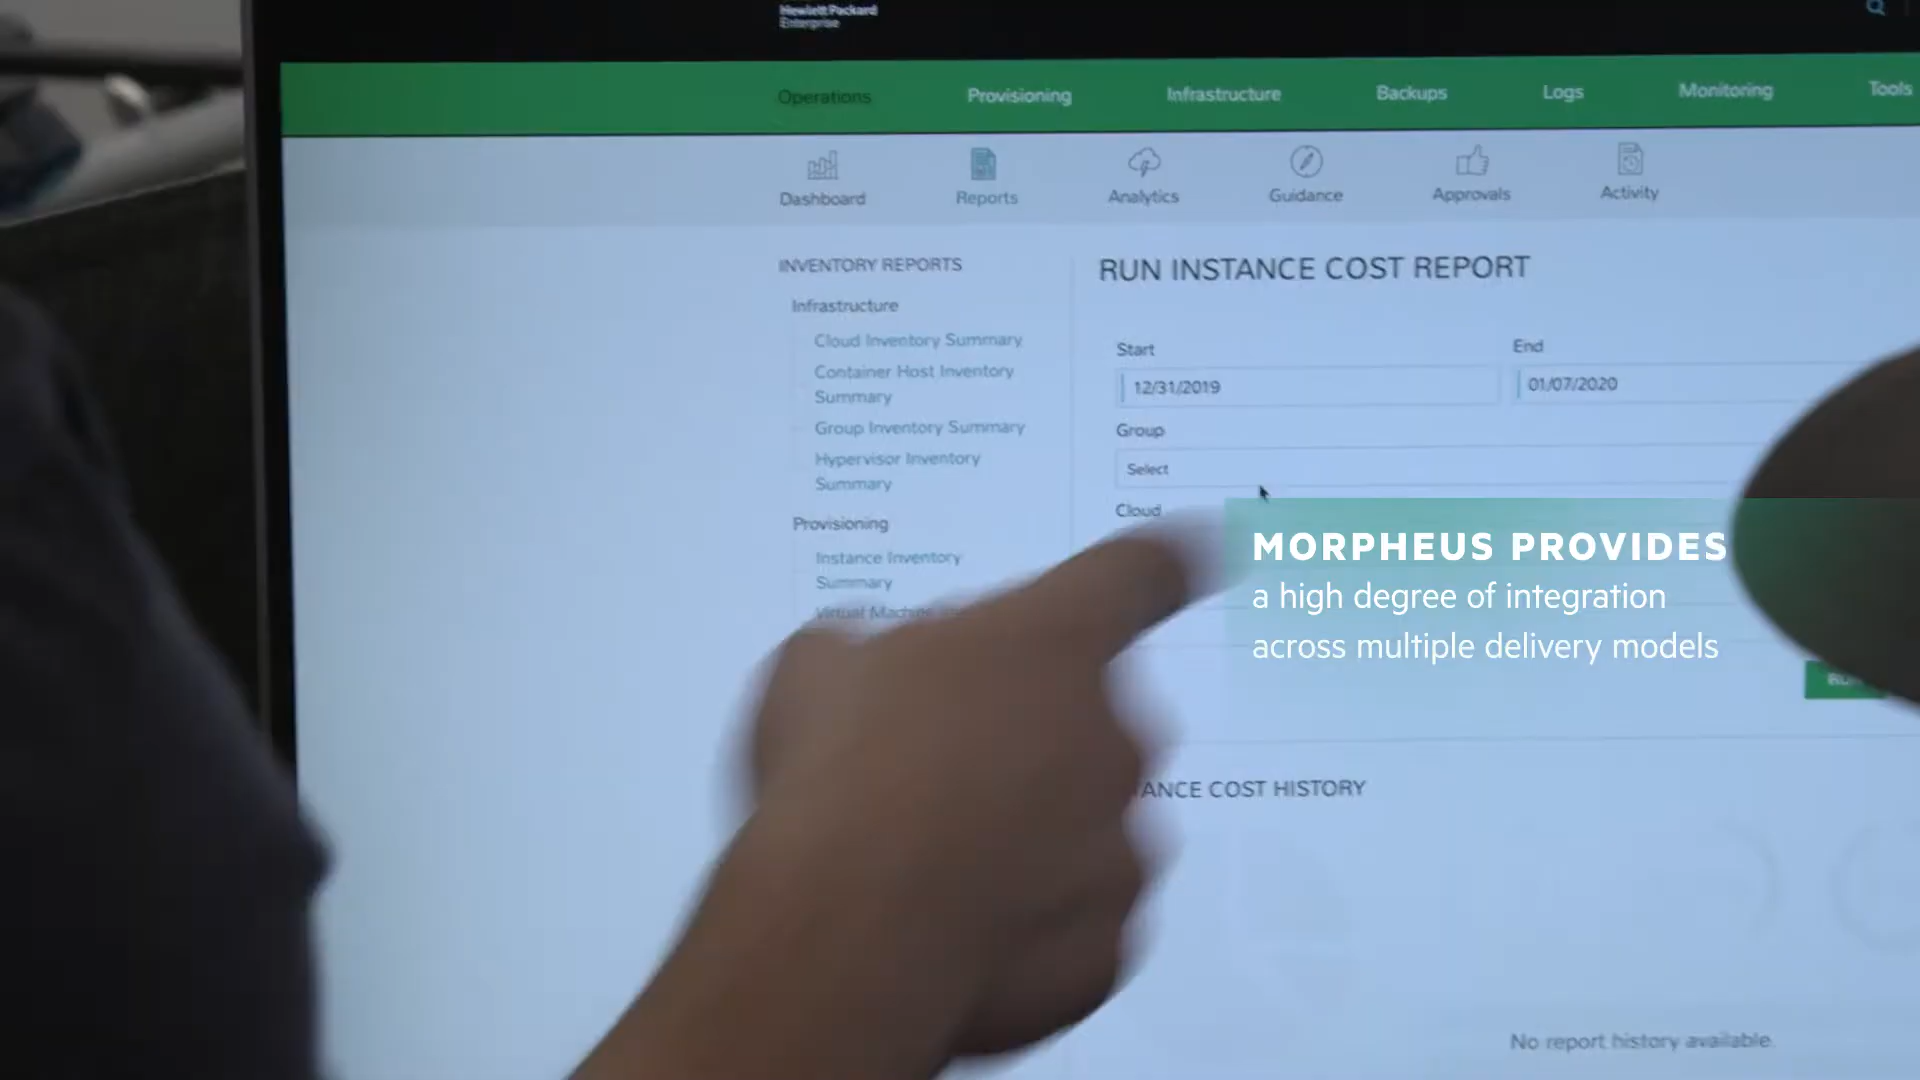 Hewlett Packard
Enterprise
Operations
Provisioning
Infrastructure
Backups
Logs
Monitoring
Tools
Dashboard
Reports
Analytics
Guidance
Approvals
Activity
INVENTORY REPORTS
Infrastructure
Cloud Inventory Summary
Container Host Inventory
Summary
Group Inventory Summary
Hypervisor Inventory
Summary
Provisioning
Instance Inventory
Summary
Virtual Machine
RUN INSTANCE COST REPORT
Start
End
12/31/2019
01/07/2020
Group
Select
Cloud
MORPHEUS PROVIDES
a high degree of integration
across multiple delivery models
COST HISTORY
No report history available.